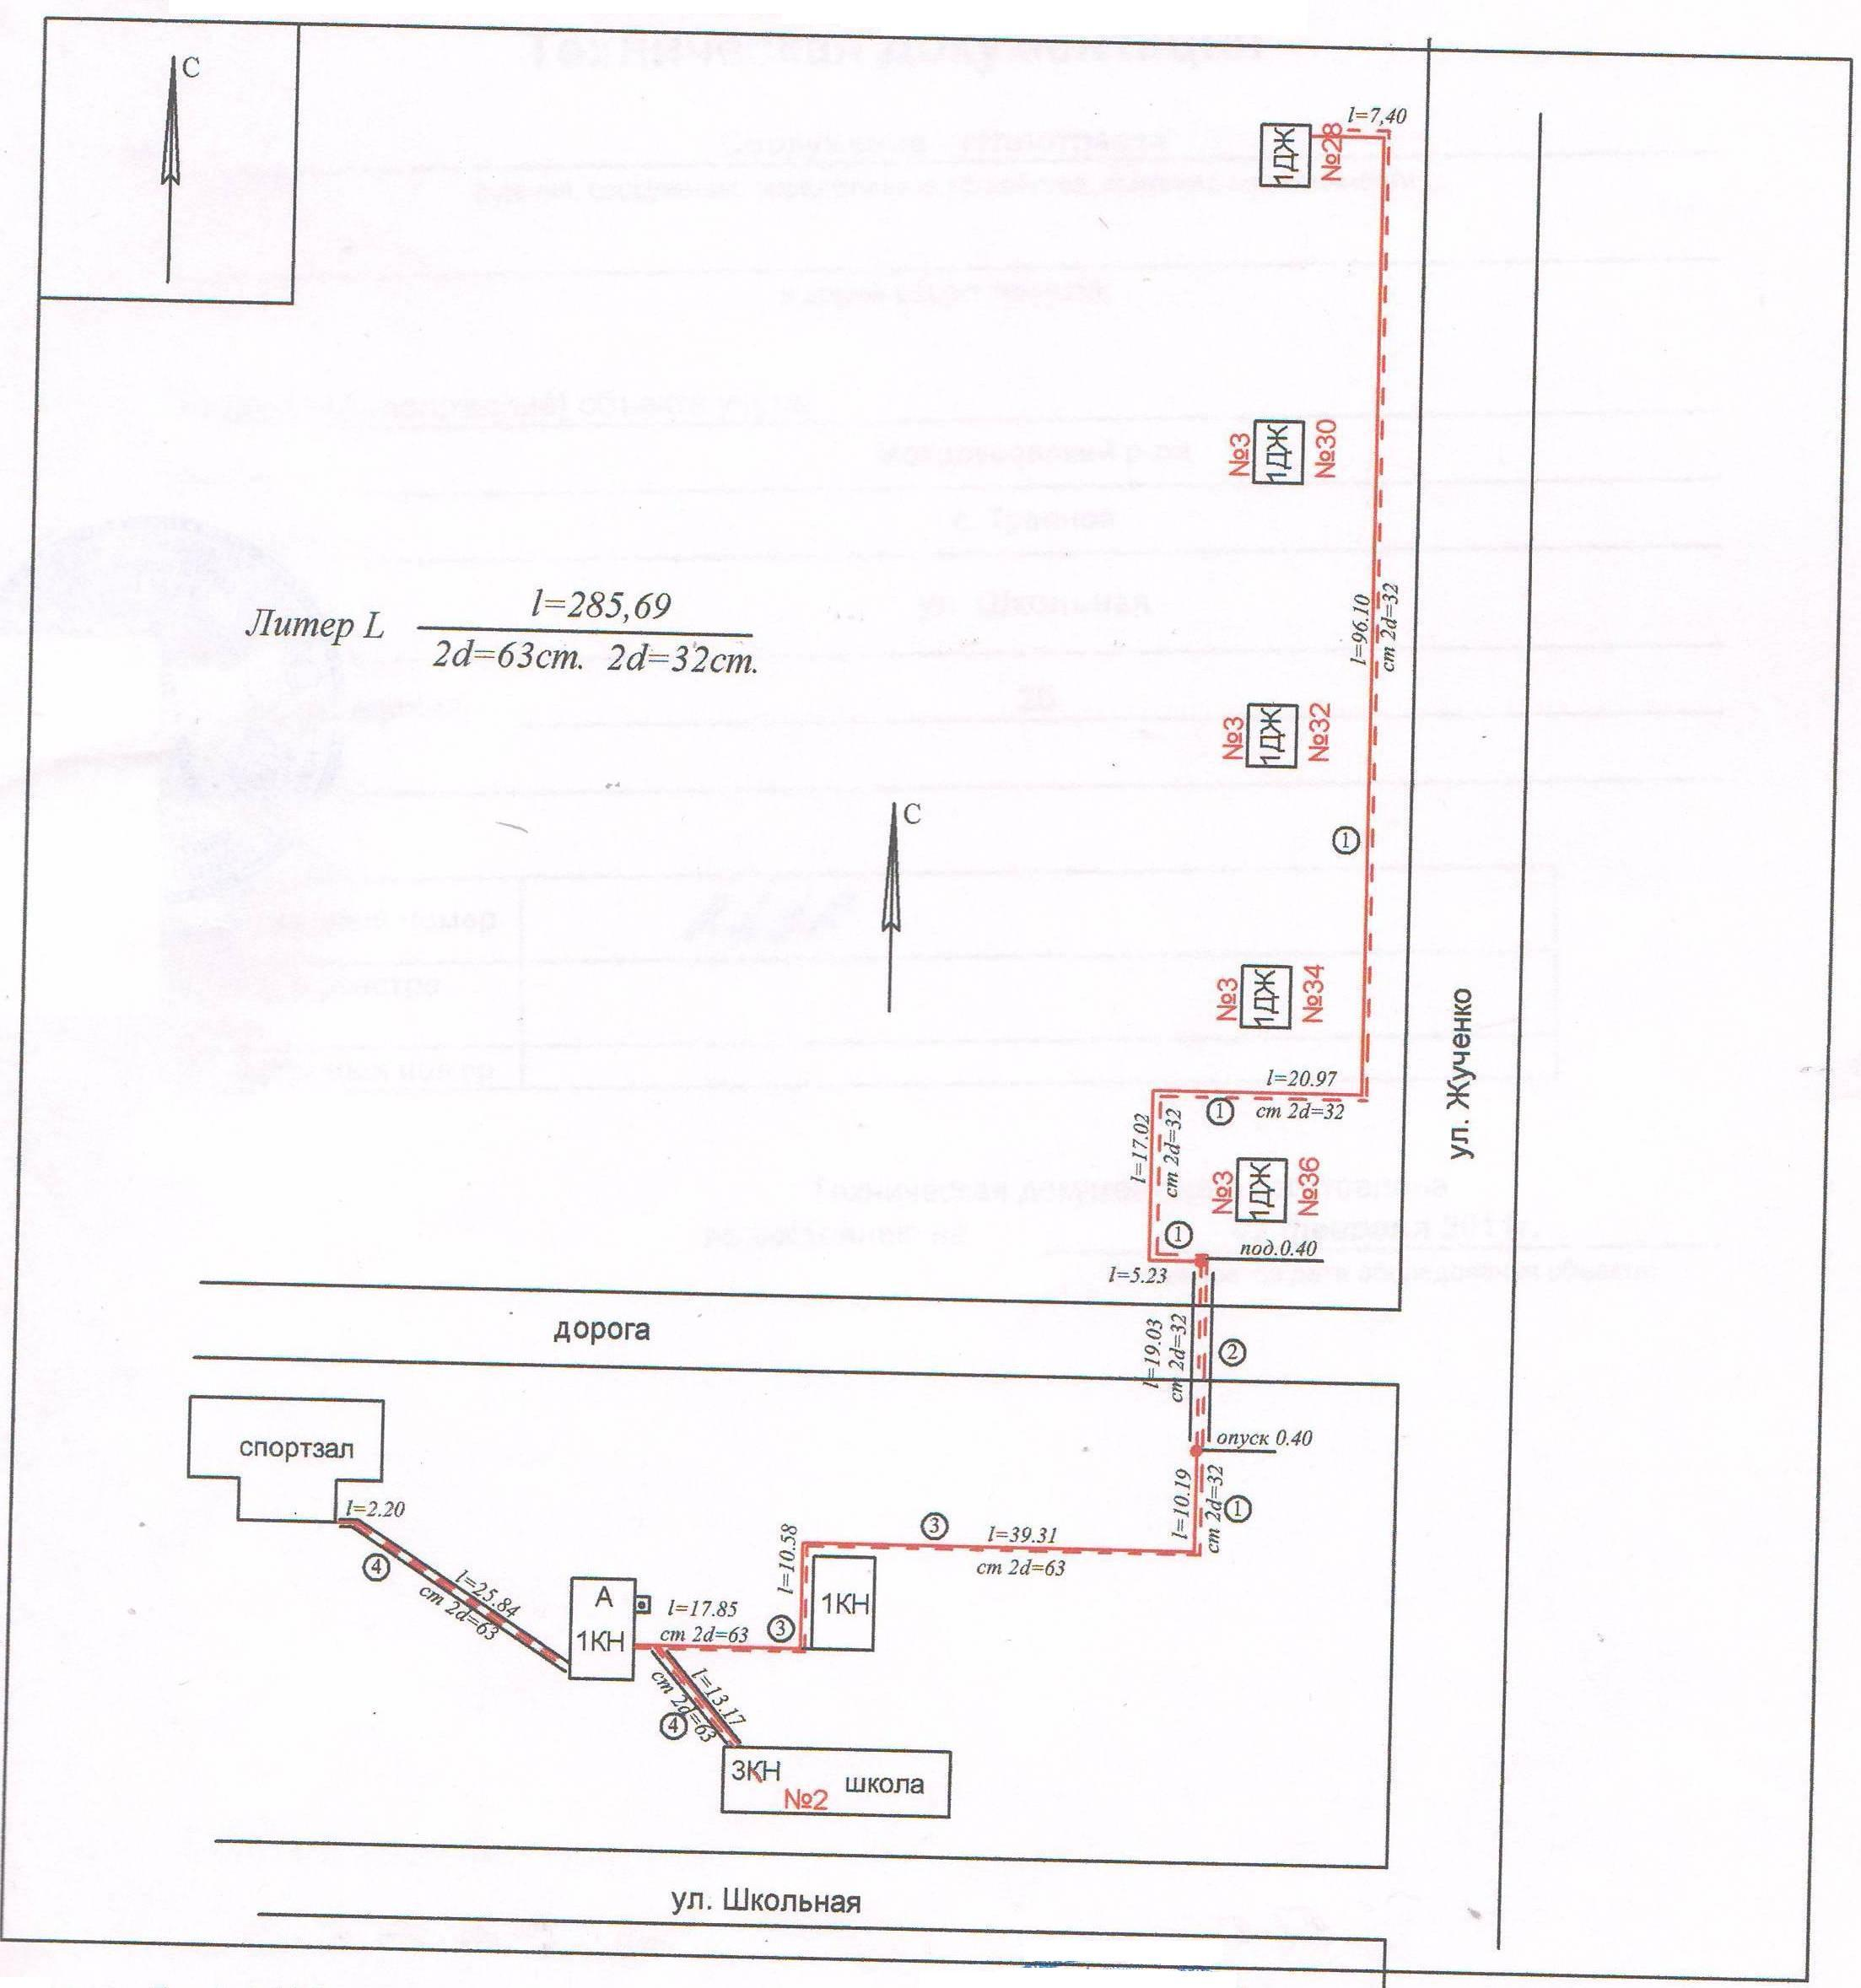 С
l=7,40
1ДЖ
№28
№3
1ДЖ
№30
l=96.10
ст 2d=32
Литер L
l=285,69
2d=63ст. 2d=32ст.
№3
1ДЖ
№32
С
1
№3
1ДЖ
№34
ул. Жученко
l=20.97
1
ст 2d=32
l=17.02
ст 2d=32
№3
1ДЖ
№36
1
под.0.40
l=5.23
дорога
l=19.03
ст 2d=32
2
опуск 0.40
спортзал
l=10.19
ст 2d=32
1
l=2.20
3
l=39.31
ст 2d=63
l=10.58
4
l=25.84
ст 2d=63
А
1КН
l=17.85
ст 2d=63
3
1КН
l=13.17
ст 2d=63
4
3КН
№2
школа
ул. Школьная